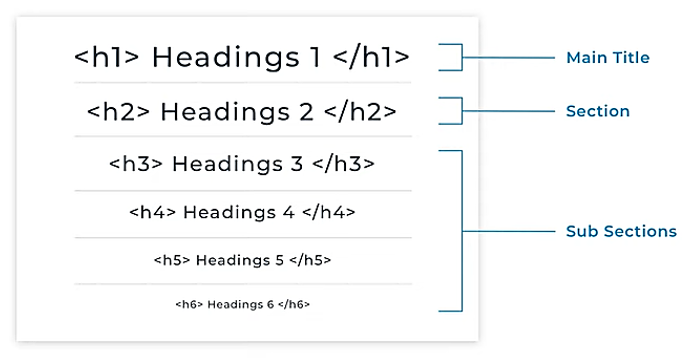 <h1> Headings 1 </h1>
Main Title
<h2> Headings 2 </h2>
Section
<h3> Headings 3 </h3>
<h4> Headings 4 </h4>
Sub Sections
<h5> Headings 5 </h5>
<h6> Headings 6 </h6>